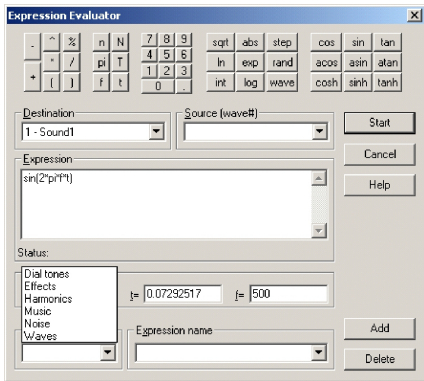 Expression Evaluator
- ^ % n N 7 8 9 sqrt abs step cos sin tan
* / pi T 4 5 6 ln exp rand acos asin atan
+ ( ) f t 1 2 3 0 . int log wave cosh sinh tanh
Destination Source (wave#)
1 - Sound1
Start
Cancel
Help
Expression
sin(2*pi*f*t)
Status:
Dial tones
Effects
Harmonics
Music
Noise
Waves
t= 0.07292517 f= 500
Expression name
Add
Delete